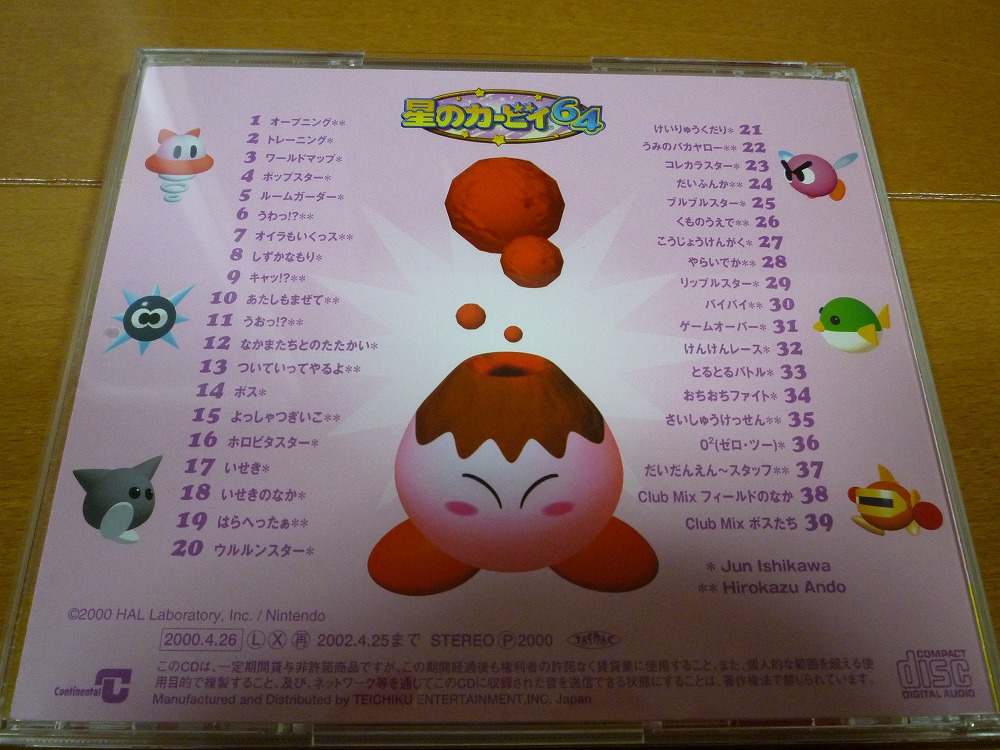 星のカービィ64
1 オープニング**
2 トレーニング*
3 ワールドマップ*
4 ポップスター*
5 ルームガーダー*
6 うわっ!?**
7 オイラもいくっス**
8 しずかなもり*
9 キャッ!?**
10 あたしもまぜて**
11 うおっ!?**
12 なかまたちとのたたかい*
13 ついていってやるよ**
14 ボス*
15 よっしゃつぎいこ**
16 ホロビタスター*
17 いせき*
18 いせきのなか*
19 はらへったぁ**
20 ウルルンスター*
けいりゅうくだり* 21
うみのバカヤロー** 22
コレカラスター* 23
だいふんか** 24
ブルブルスター* 25
くものうえで** 26
こうじょうけんがく* 27
やらいでか** 28
リップルスター* 29
バイバイ** 30
ゲームオーバー* 31
けんけんレース* 32
とるとるバトル* 33
おちおちファイト* 34
さいしゅうけっせん** 35
0²(ゼロ・ツー)* 36
だいだんえん〜スタッフ** 37
Club Mix フィールドのなか 38
Club Mix ボスたち 39
* Jun Ishikawa
** Hirokazu Ando
©2000 HAL Laboratory, Inc. / Nintendo
2000.4.26 Ⓛ Ⓧ 再 2002.4.25まで STEREO Ⓟ2000
このCDは、一定期間貸与非許諾商品ですが、この期間経過後も権利者の許諾なく賃貸業に使用すること、また、個人的な範囲を超える使
用目的で複製すること、及び、ネットワーク等を通じてこのCDに収録された音を送信できる状態にすることは、著作権法で禁じられています。
Manufactured and Distributed by TEICHIKU ENTERTAINMENT,INC. Japan
Continental
COMPACT
disc
DIGITAL AUDIO